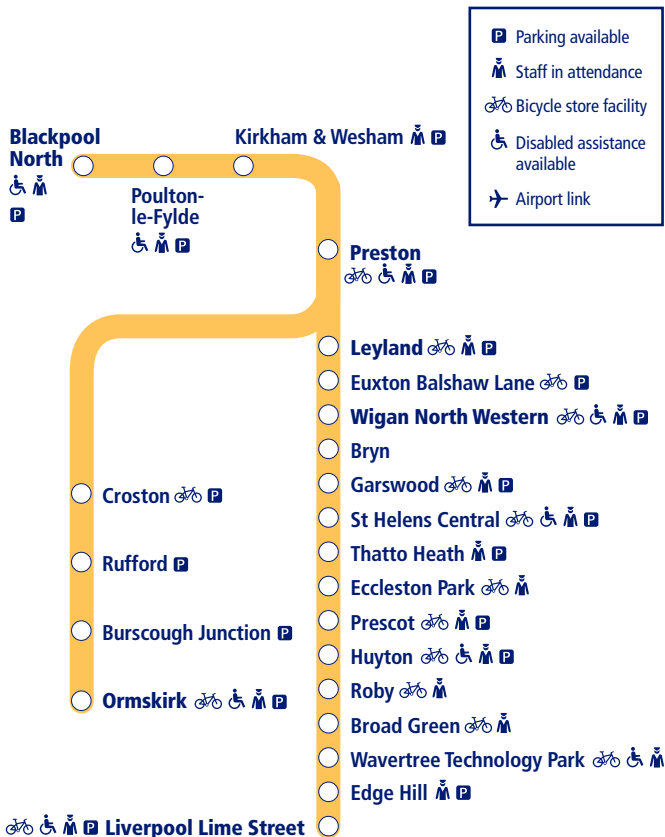 P Parking available
Staff in attendance
Bicycle store facility
Disabled assistance
available
Airport link
Blackpool
North
P
Kirkham & Wesham P
Poulton-
le-Fylde
P
Preston
P
Leyland P
Euxton Balshaw Lane P
Wigan North Western P
Bryn
Garswood P
St Helens Central P
Thatto Heath P
Eccleston Park
Prescot P
Huyton P
Roby
Broad Green
Wavertree Technology Park
Edge Hill P
P Liverpool Lime Street
Croston P
Rufford P
Burscough Junction P
Ormskirk P